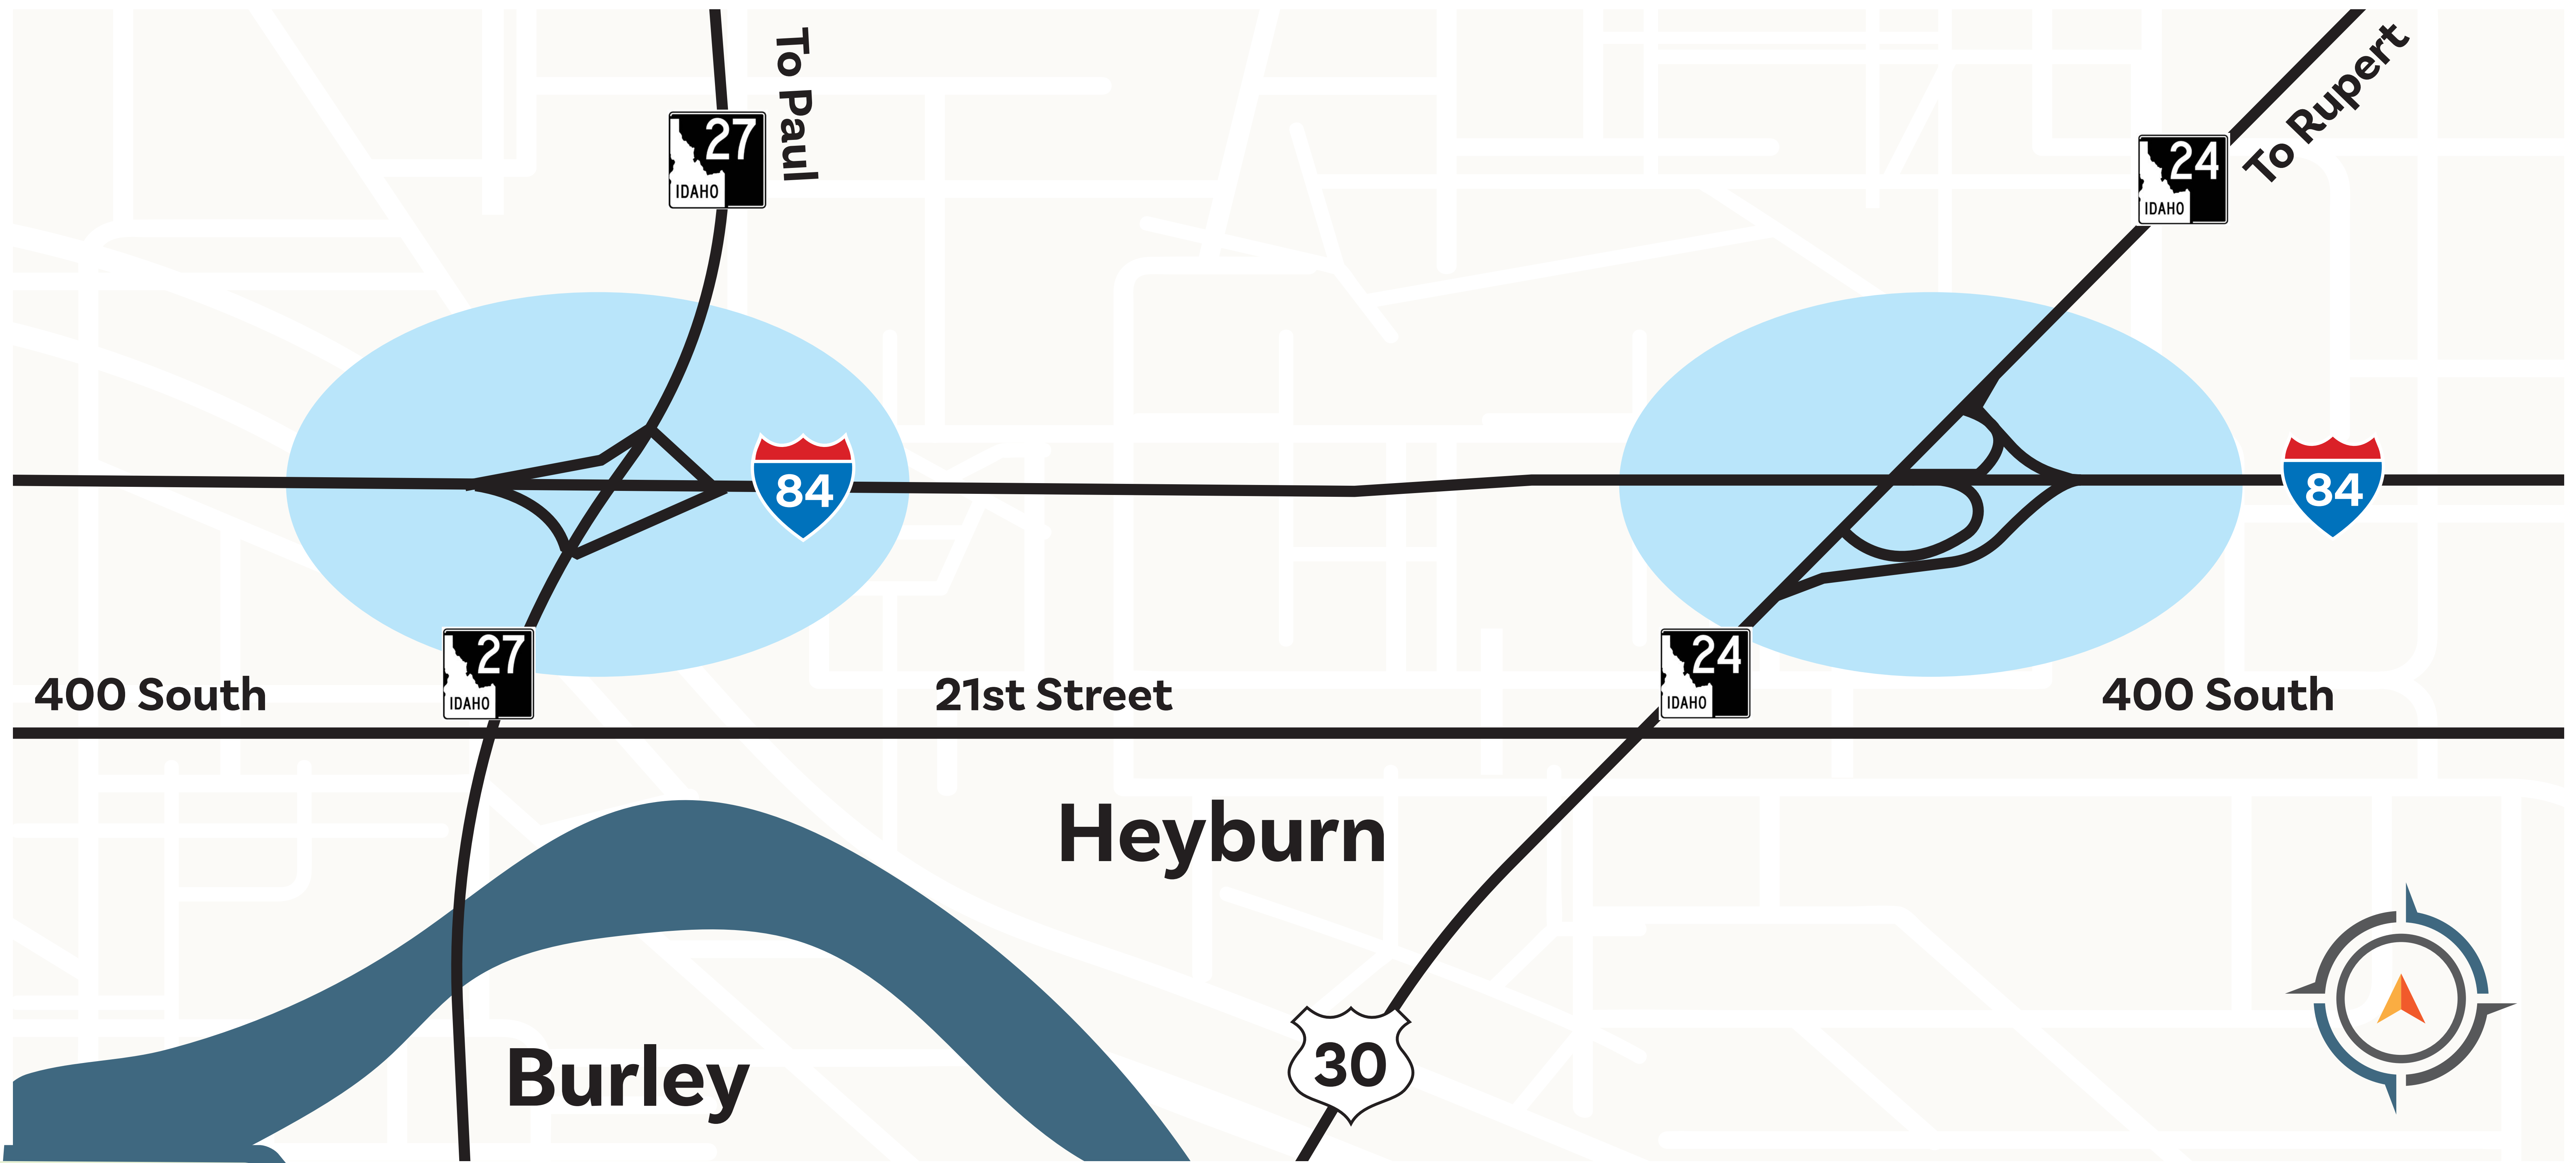 To Paul
27
IDAHO
To Rupert
24
IDAHO
84
84
27
IDAHO
24
IDAHO
400 South
21st Street
400 South
Heyburn
Burley
30